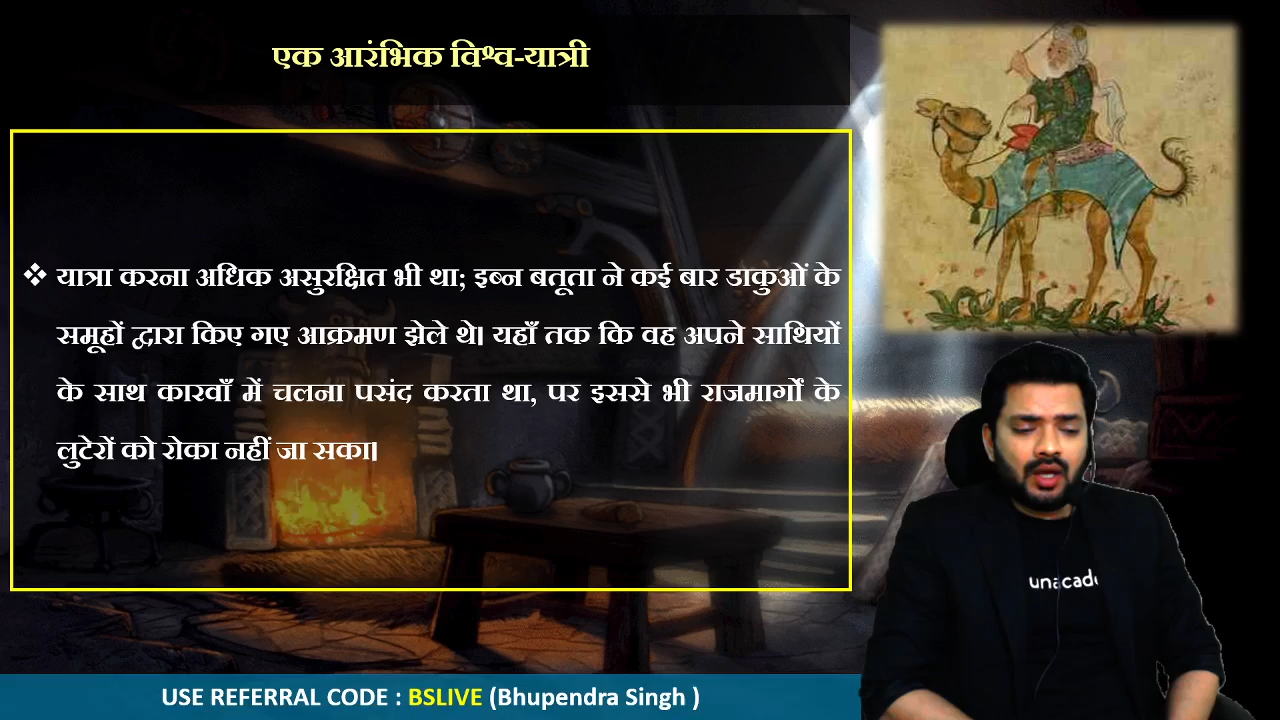 एक आरंभिक विश्व-यात्री
❖ यात्रा करना अधिक असुरक्षित भी था; इब्न बतूता ने कई बार डाकुओं के
समूहों द्वारा किए गए आक्रमण झेले थे। यहाँ तक कि वह अपने साथियों
के साथ कारवाँ में चलना पसंद करता था, पर इससे भी राजमार्गों के
लुटेरों को रोका नहीं जा सका।
unacade
USE REFERRAL CODE : BSLIVE (Bhupendra Singh )